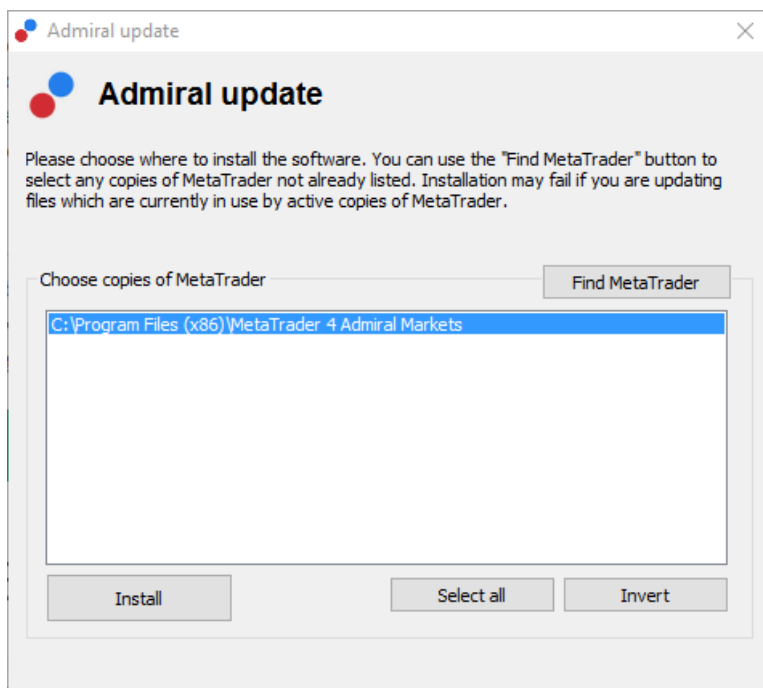 Admiral update
Admiral update
Please choose where to install the software. You can use the "Find MetaTrader" button to
select any copies of MetaTrader not already listed. Installation may fail if you are updating
files which are currently in use by active copies of MetaTrader.
Choose copies of MetaTrader
Find MetaTrader
C:\Program Files (x86)\MetaTrader 4 Admiral Markets
Install
Select all
Invert